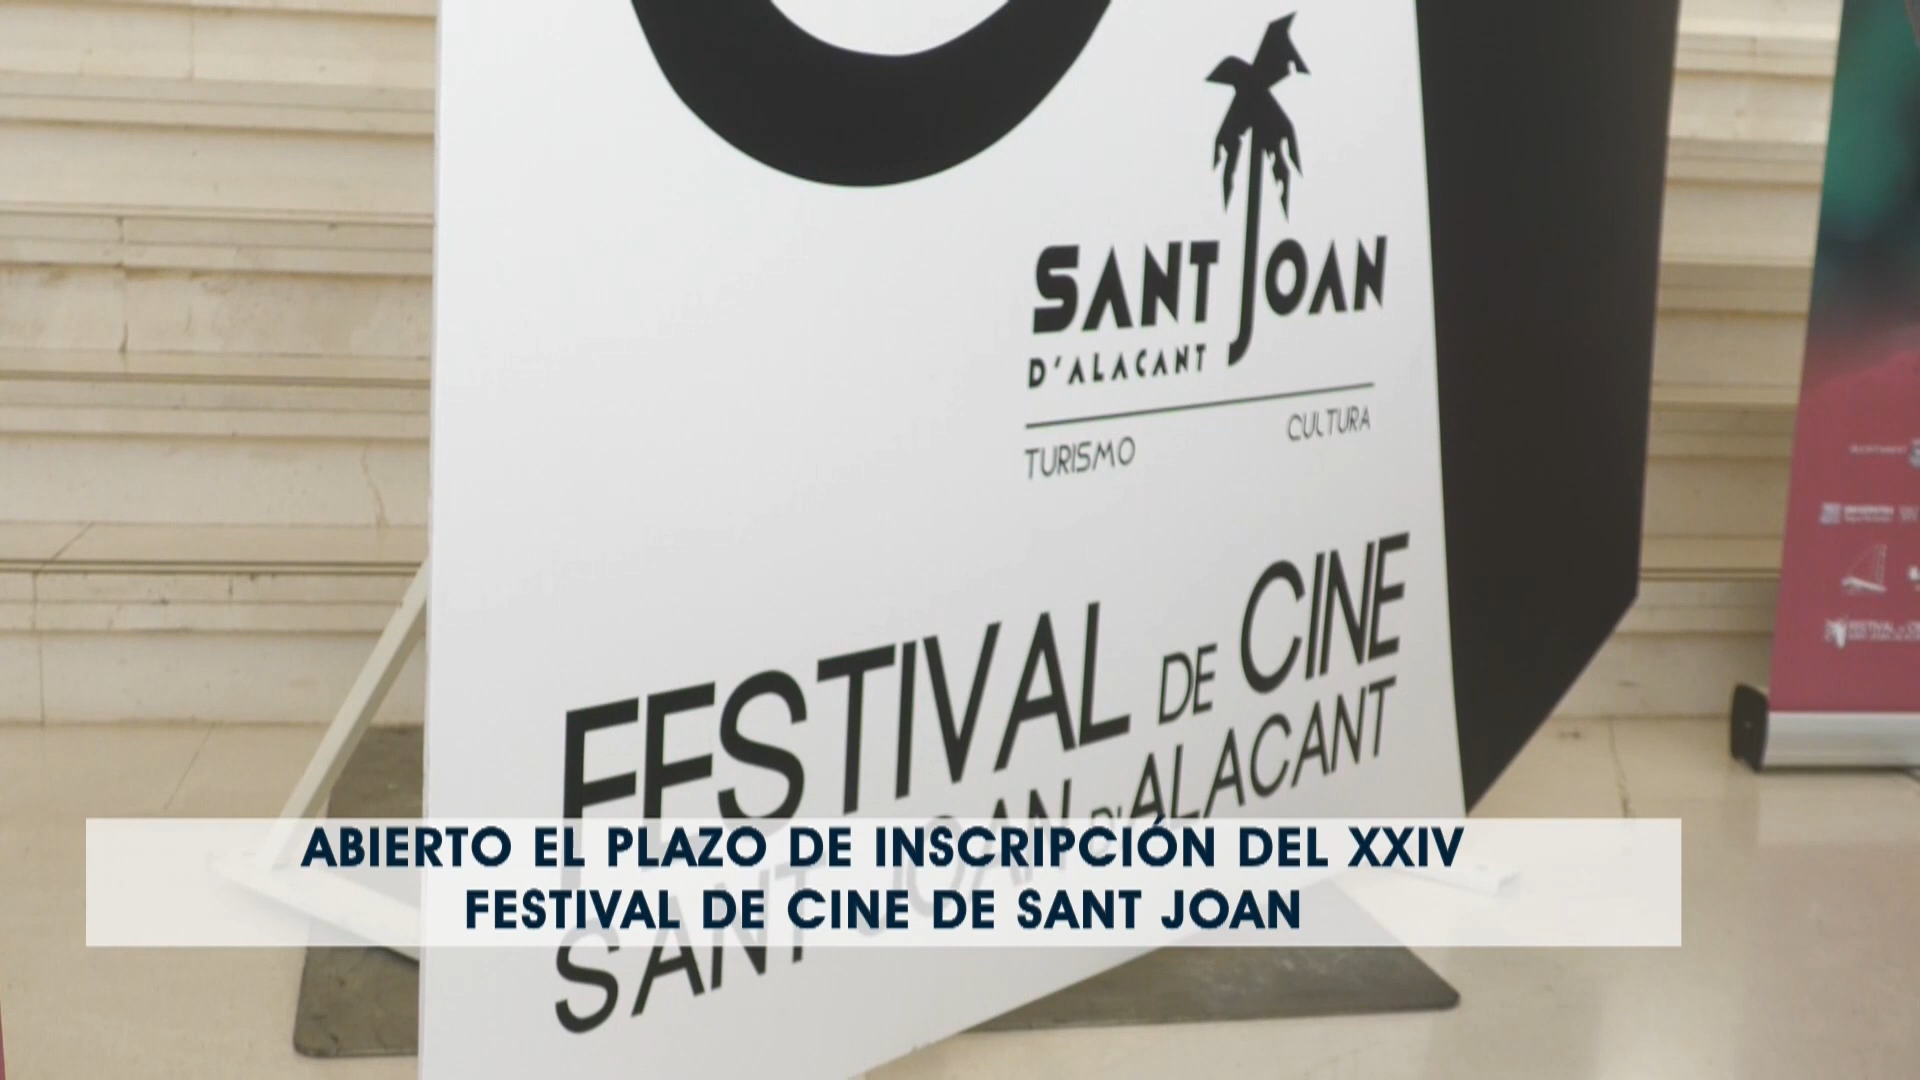 SANT JOAN
D'ALACANT
TURISMO
CULTURA
FESTIVAL DE CINE
SANT JOAN D'ALACANT
ABIERTO EL PLAZO DE INSCRIPCIÓN DEL XXIV
FESTIVAL DE CINE DE SANT JOAN